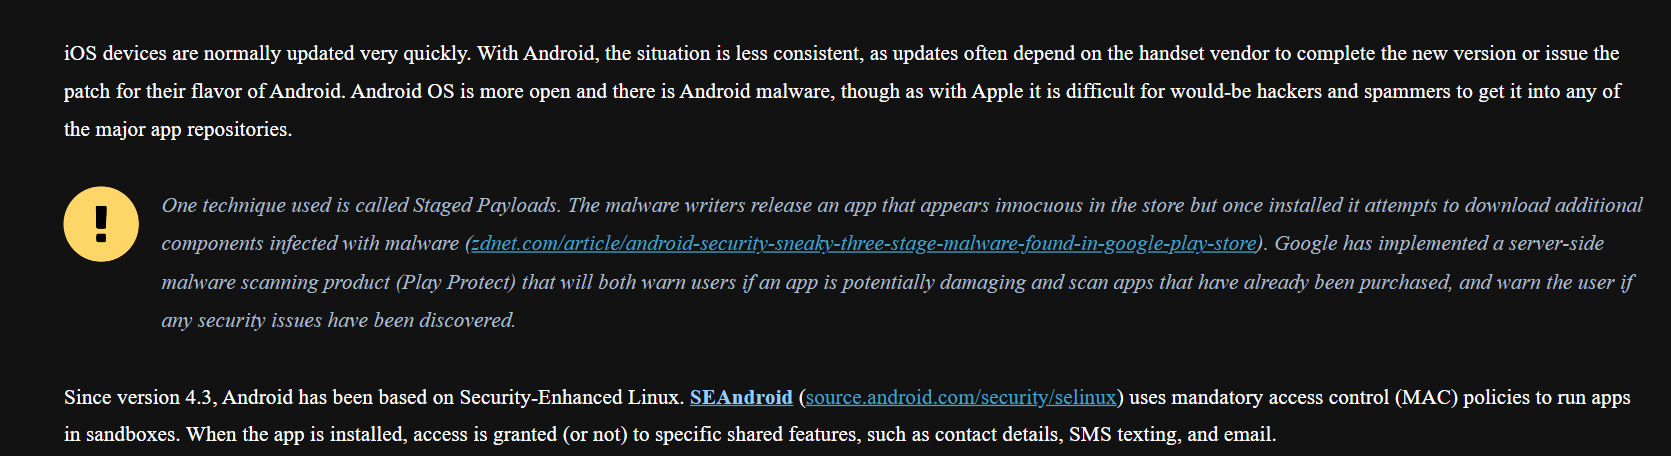 iOS devices are normally updated very quickly. With Android, the situation is less consistent, as updates often depend on the handset vendor to complete the new version or issue the
patch for their flavor of Android. Android OS is more open and there is Android malware, though as with Apple it is difficult for would-be hackers and spammers to get it into any of
the major app repositories.
One technique used is called Staged Payloads. The malware writers release an app that appears innocuous in the store but once installed it attempts to download additional
components infected with malware (zdnet.com/article/android-security-sneaky-three-stage-malware-found-in-google-play-store). Google has implemented a server-side
malware scanning product (Play Protect) that will both warn users if an app is potentially damaging and scan apps that have already been purchased, and warn the user if
any security issues have been discovered.
Since version 4.3, Android has been based on Security-Enhanced Linux. SEAndroid (source.android.com/security/selinux) uses mandatory access control (MAC) policies to run apps
in sandboxes. When the app is installed, access is granted (or not) to specific shared features, such as contact details, SMS texting, and email.